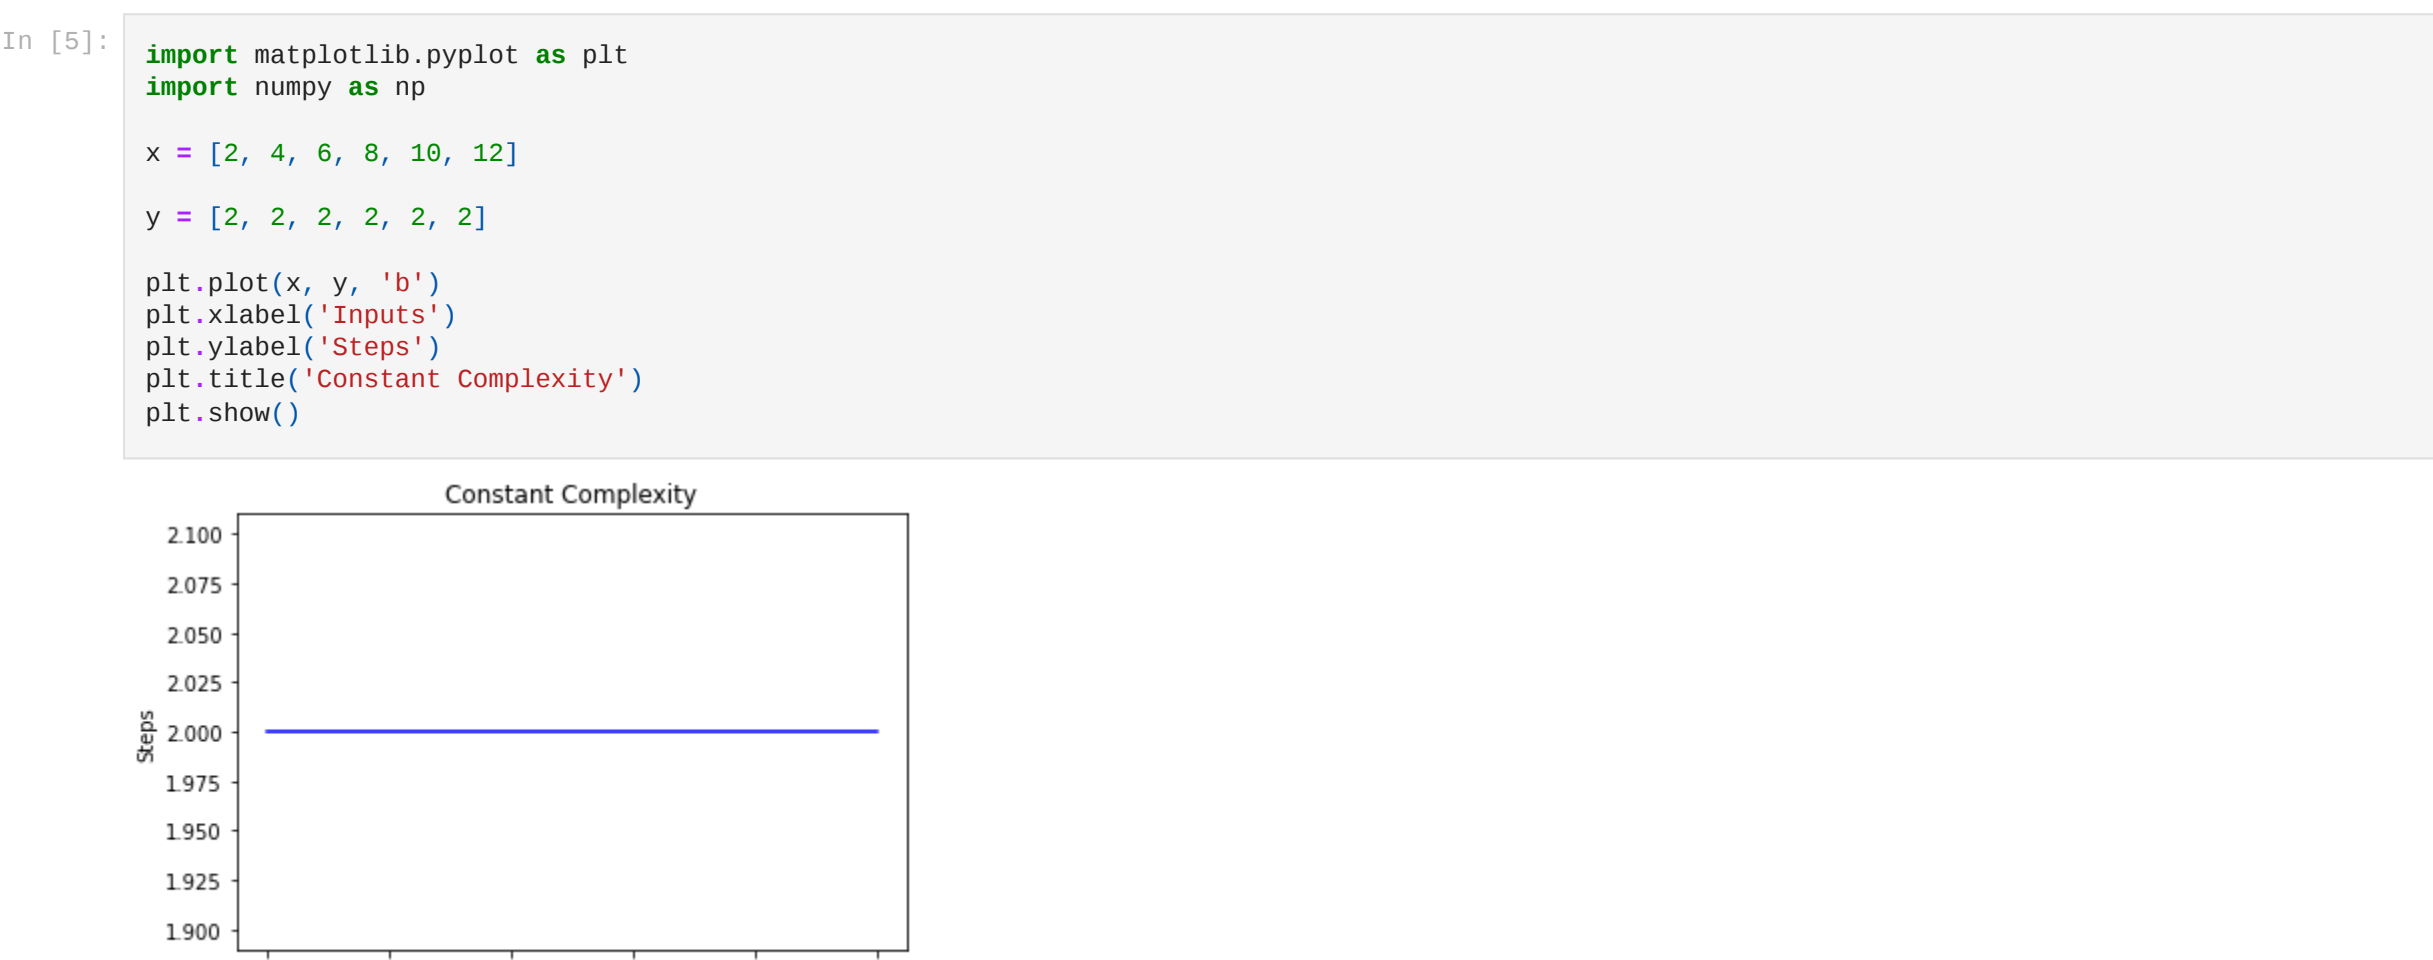 In [5]:
import matplotlib.pyplot as plt
import numpy as np
x = [2, 4, 6, 8, 10, 12]
y = [2, 2, 2, 2, 2, 2]
plt.plot(x, y, 'b')
plt.xlabel('Inputs')
plt.ylabel('Steps')
plt.title('Constant Complexity')
plt.show()
Constant Complexity
2.100
2.075
2.050
2.025
Steps
2.000
1.975
1.950
1.925
1.900